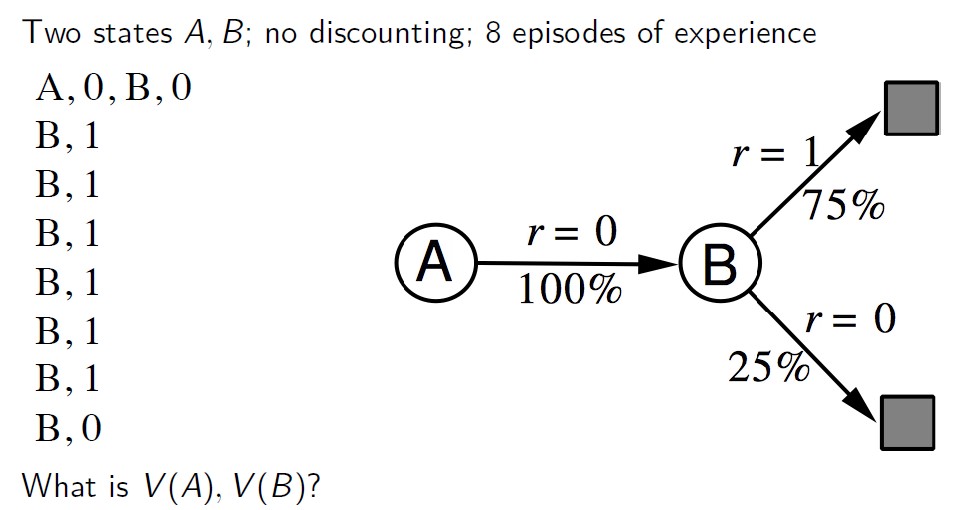 Two states A, B; no discounting; 8 episodes of experience
A, 0, B, 0
B, 1
B, 1
B, 1
B, 1
B, 1
B, 1
B, 0
A
r = 0
100%
B
r = 1
75%
r = 0
25%
What is V(A), V(B)?